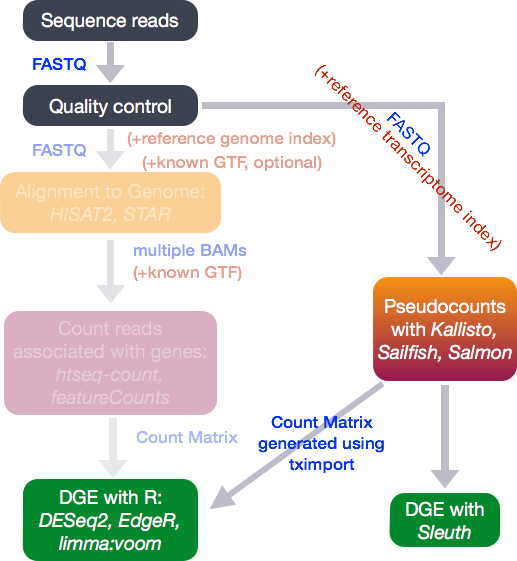 Sequence reads
FASTQ
Quality control
FASTQ
(+reference genome index)
(+known GTF, optional)
FASTQ
(+reference transcriptome index)
Alignment to Genome:
HISAT2, STAR
multiple BAMs
(+known GTF)
Pseudocounts
with Kallisto,
Sailfish, Salmon
Count reads
associated with genes:
htseq-count,
featureCounts
Count Matrix
Count Matrix
generated using
tximport
DGE with R:
DESeq2, EdgeR,
limma:voom
DGE with
Sleuth